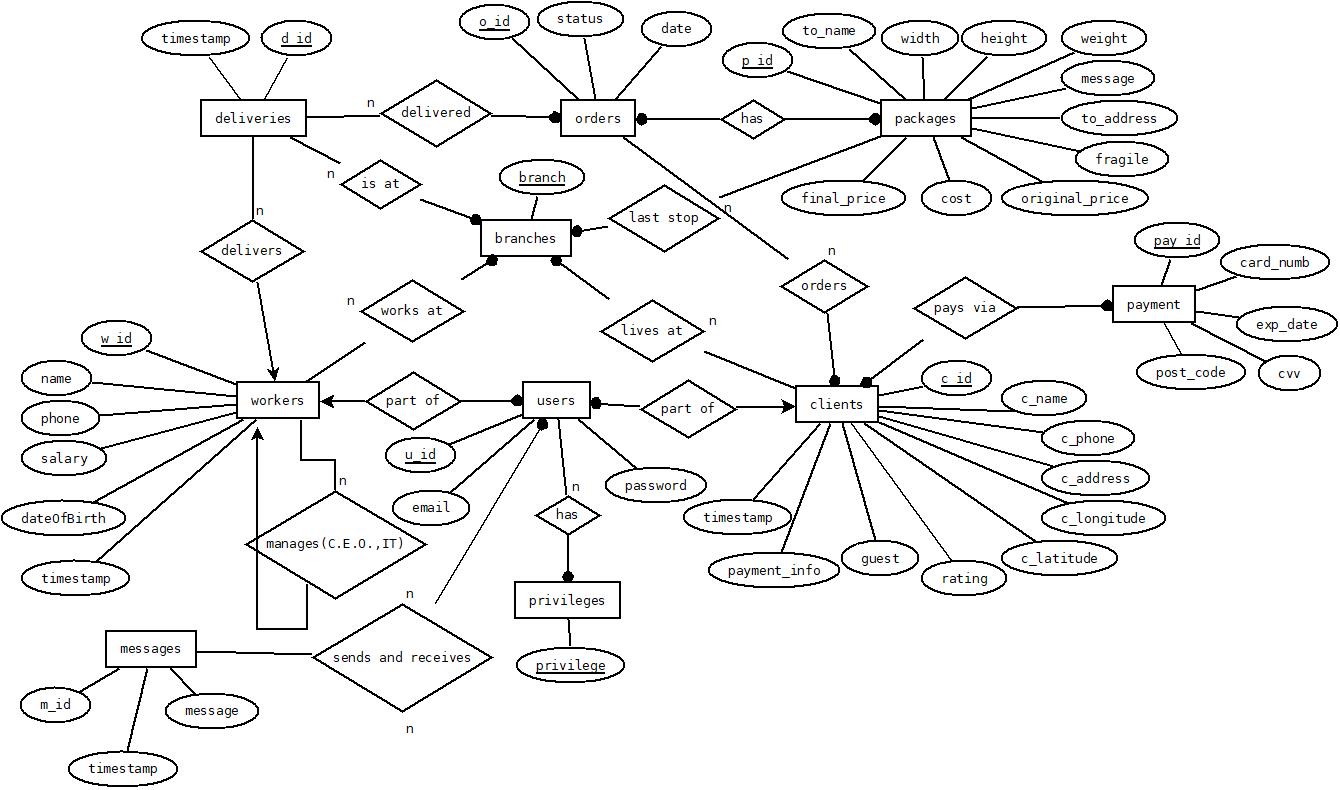 timestamp
d_id
o_id
status
date
to_name
width
height
weight
p_id
message
n
deliveries
delivered
orders
has
packages
to_address
fragile
n
is at
branch
final_price
cost
original_price
n
last stop
n
branches
delivers
n
orders
pay_id
card_numb
n
works at
lives at
n
pays via
payment
exp_date
w_id
post_code
cvv
name
c_id
c_name
phone
workers
part of
users
part of
clients
c_phone
salary
u_id
c_address
n
n
password
dateOfBirth
email
has
timestamp
c_longitude
manages(C.E.O.,IT)
payment_info
guest
c_latitude
timestamp
rating
n
privileges
messages
sends and receives
privilege
m_id
message
n
timestamp